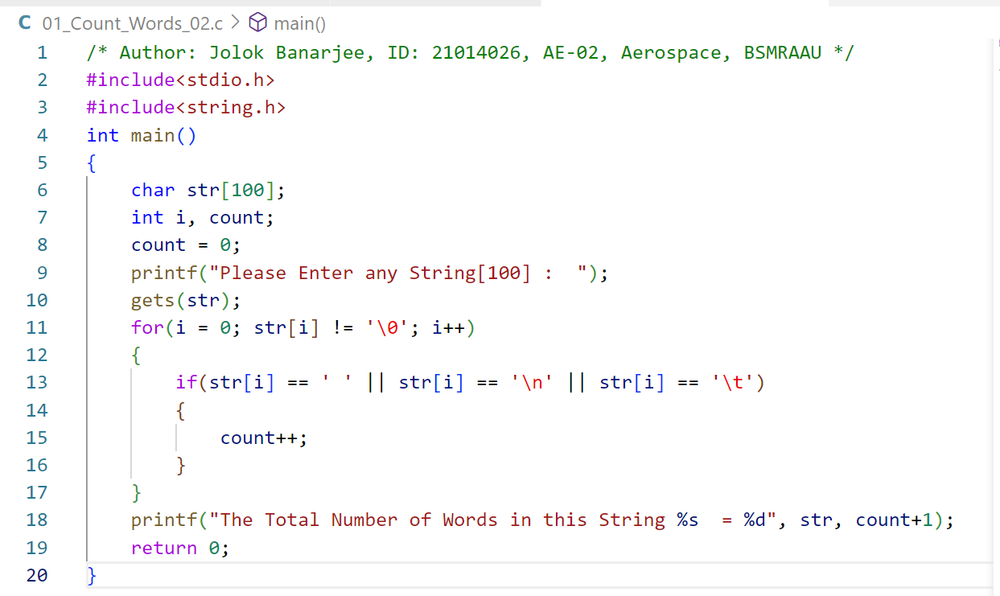 C 01_Count_Words_02.c > main()
1 /* Author: Jolok Banarjee, ID: 21014026, AE-02, Aerospace, BSMRAAU */
2 #include<stdio.h>
3 #include<string.h>
4 int main()
5 {
6     char str[100];
7     int i, count;
8     count = 0;
9     printf("Please Enter any String[100] :  ");
10     gets(str);
11     for(i = 0; str[i] != '\0'; i++)
12     {
13         if(str[i] == ' ' || str[i] == '\n' || str[i] == '\t')
14         {
15             count++;
16         }
17     }
18     printf("The Total Number of Words in this String %s  = %d", str, count+1);
19     return 0;
20 }